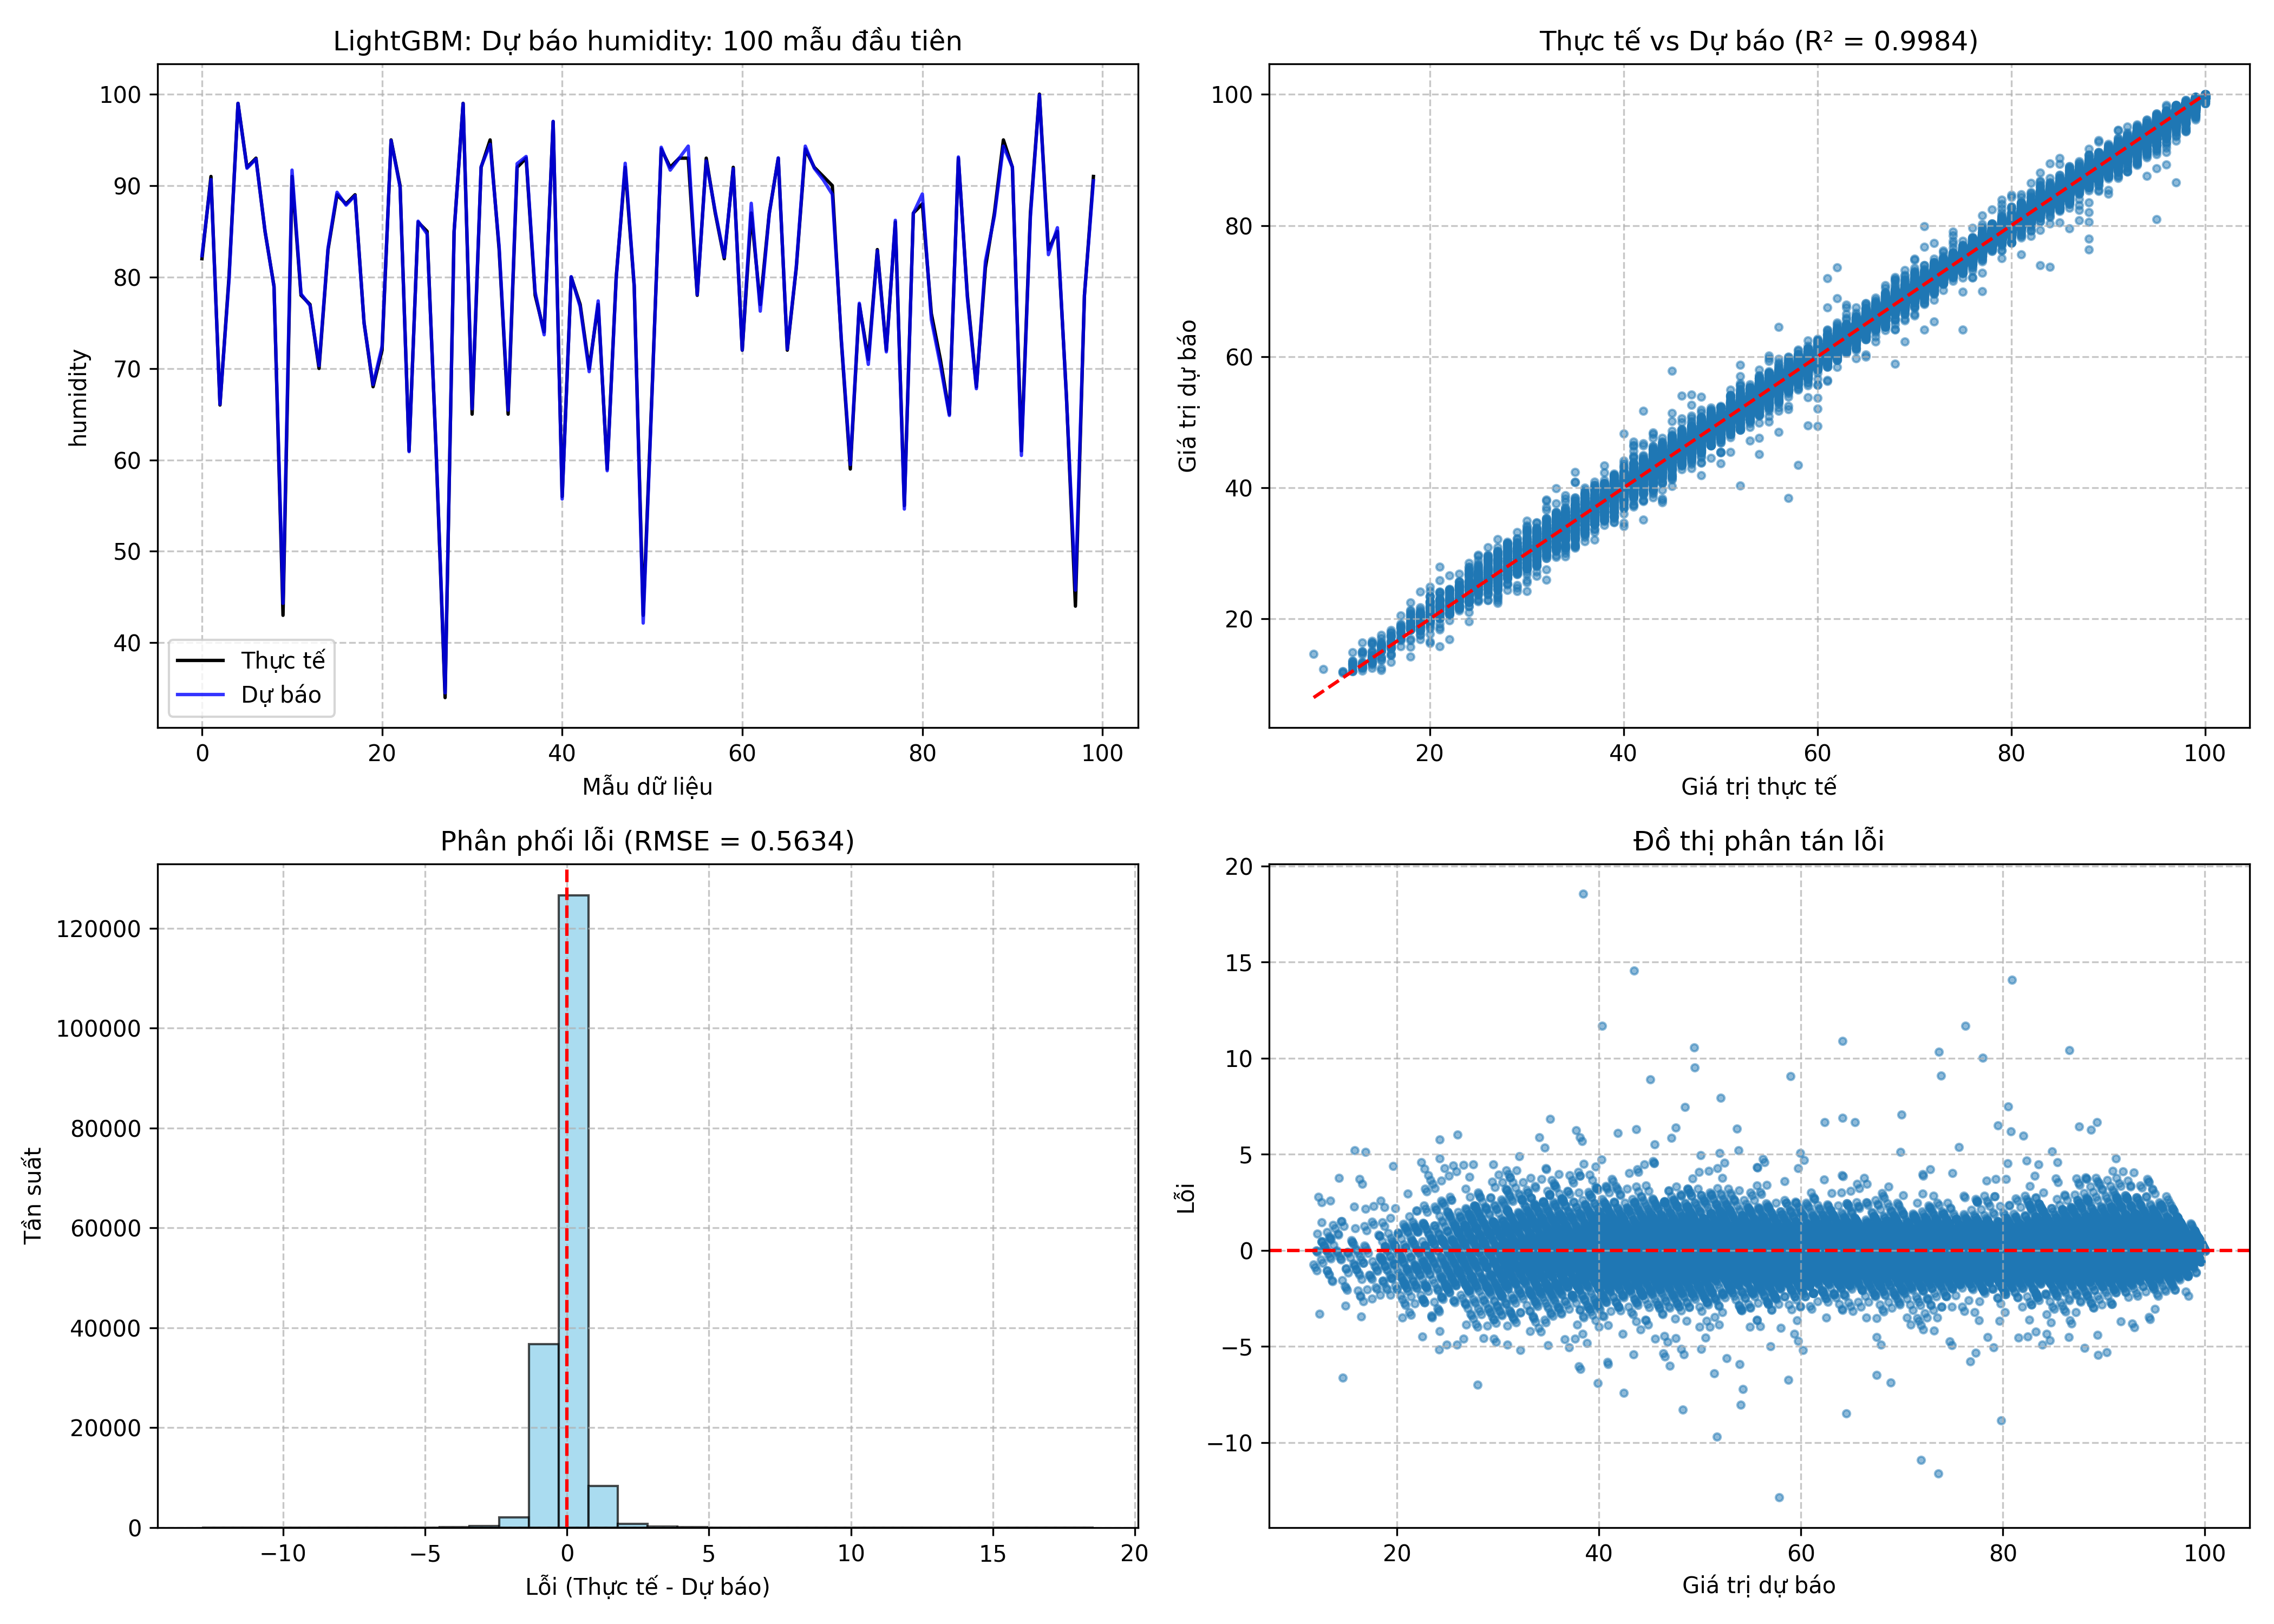 LightGBM: Dự báo humidity: 100 mẫu đầu tiên
humidity
100
90
80
70
60
50
40
Thực tế
Dự báo
0 20 40 60 80 100
Mẫu dữ liệu
Thực tế vs Dự báo (R² = 0.9984)
Giá trị dự báo
100
80
60
40
20
20 40 60 80 100
Giá trị thực tế
Phân phối lỗi (RMSE = 0.5634)
Tần suất
120000
100000
80000
60000
40000
20000
0
−10 −5 0 5 10 15 20
Lỗi (Thực tế - Dự báo)
Đồ thị phân tán lỗi
Lỗi
20
15
10
5
0
−5
−10
20 40 60 80 100
Giá trị dự báo